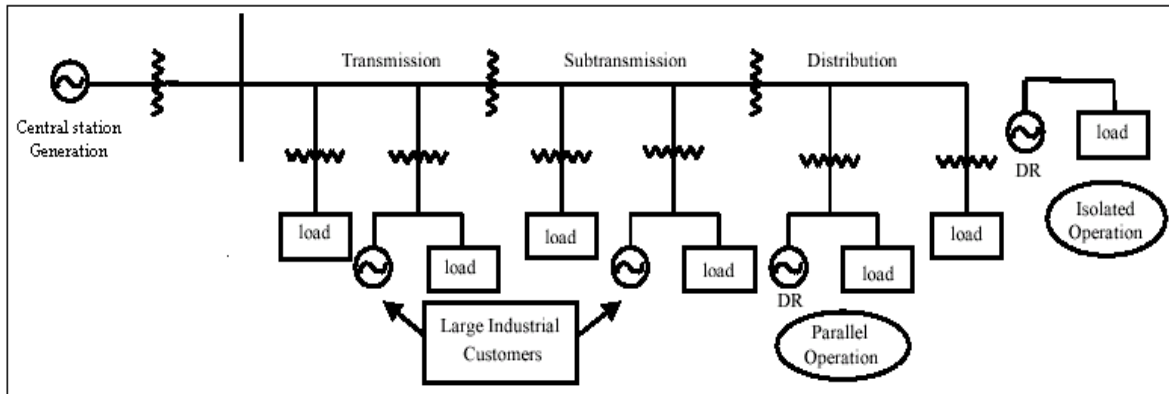 Transmission
Subtransmission
Distribution
Central station
Generation
load
DR
Isolated
Operation
load
load
load
load
load
load
load
DR
Large Industrial
Customers
Parallel
Operation